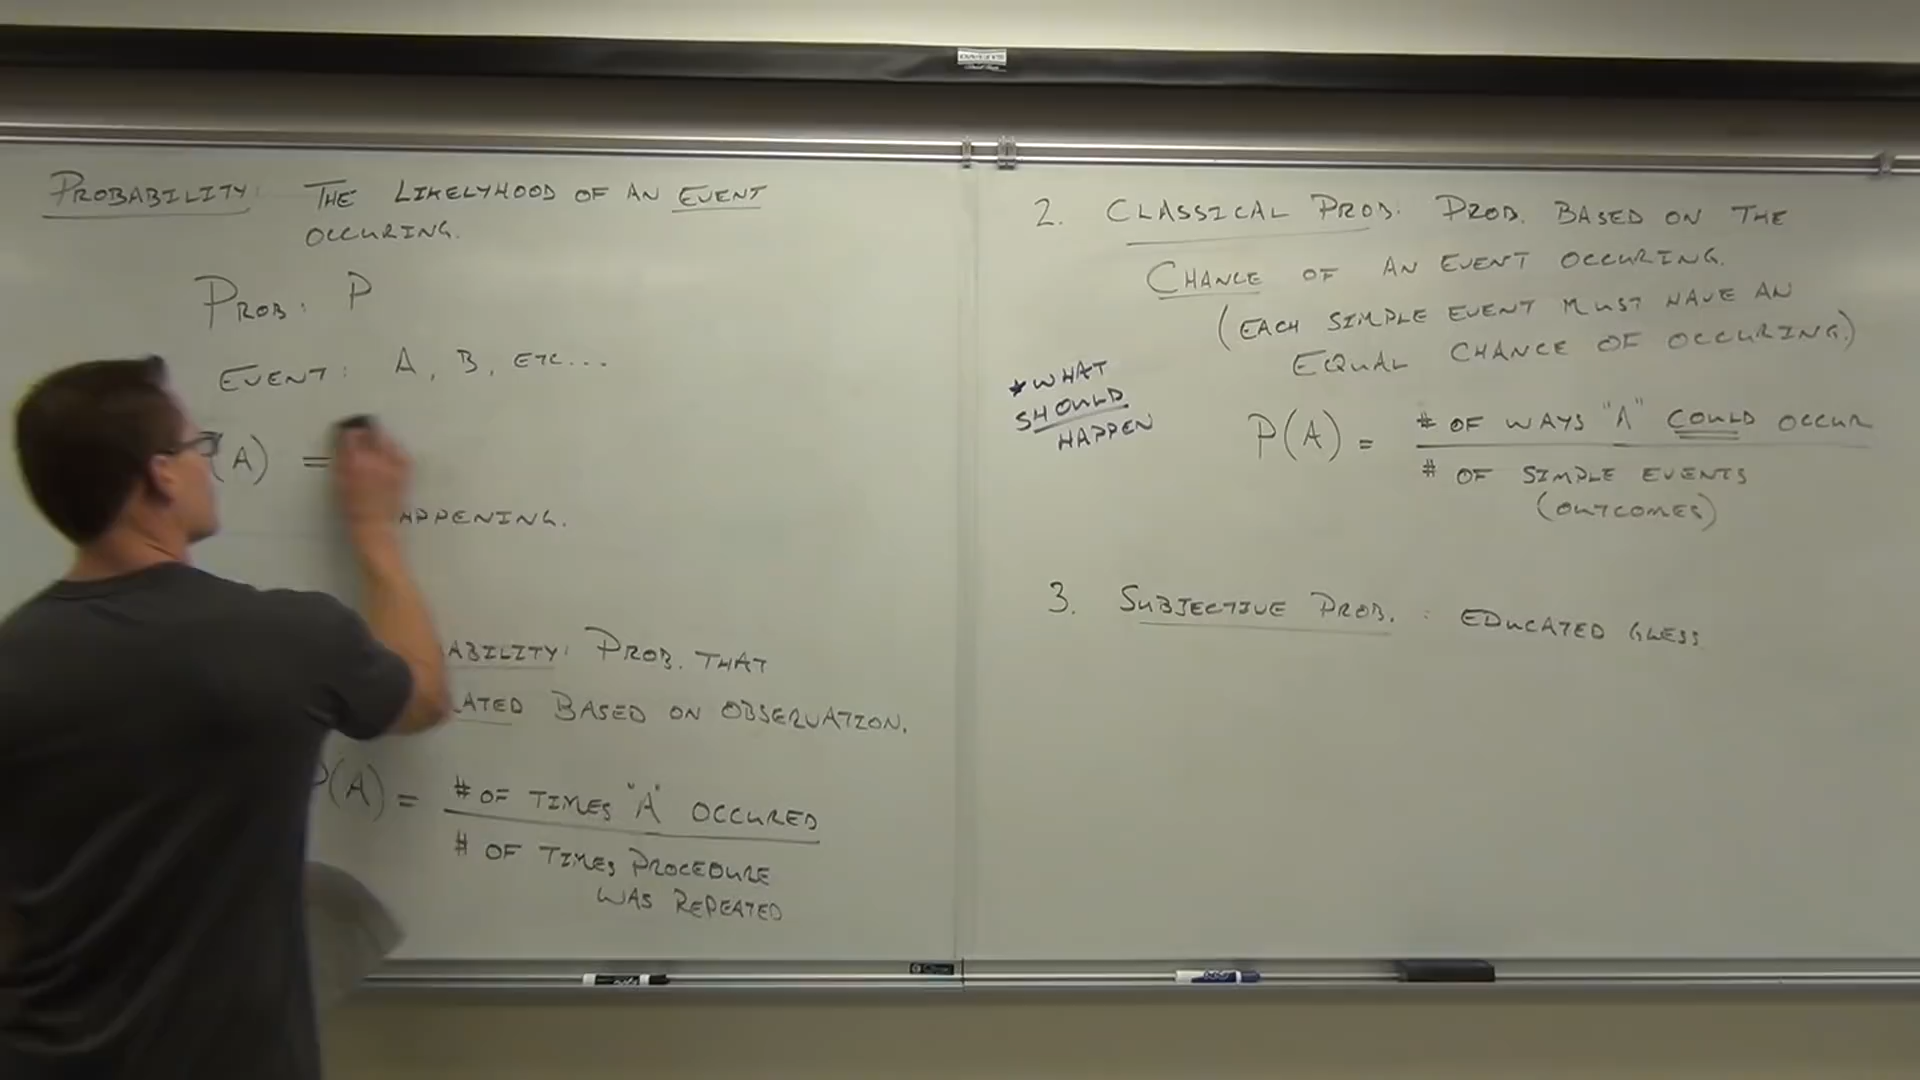 PROBABILITY: THE LIKELYHOOD OF AN EVENT
OCCURING.
PROB: P
EVENT: A, B, ETC...
(A) =
APPENING.
ABILITY: PROB. THAT
LATED BASED ON OBSERVATION.
P(A) = # OF TIMES "A" OCCURED
# OF TIMES PROCEDURE
WAS REPEATED
2. CLASSICAL PROB. PROB. BASED ON THE
CHANCE OF AN EVENT OCCURING.
(EACH SIMPLE EVENT MUST HAVE AN
EQUAL CHANCE OF OCCURING.)
*WHAT
SHOULD
HAPPEN
P(A) = # OF WAYS "A" COULD OCCUR
# OF SIMPLE EVENTS
(OUTCOMES)
3. SUBJECTIVE PROB. : EDUCATED GUESS